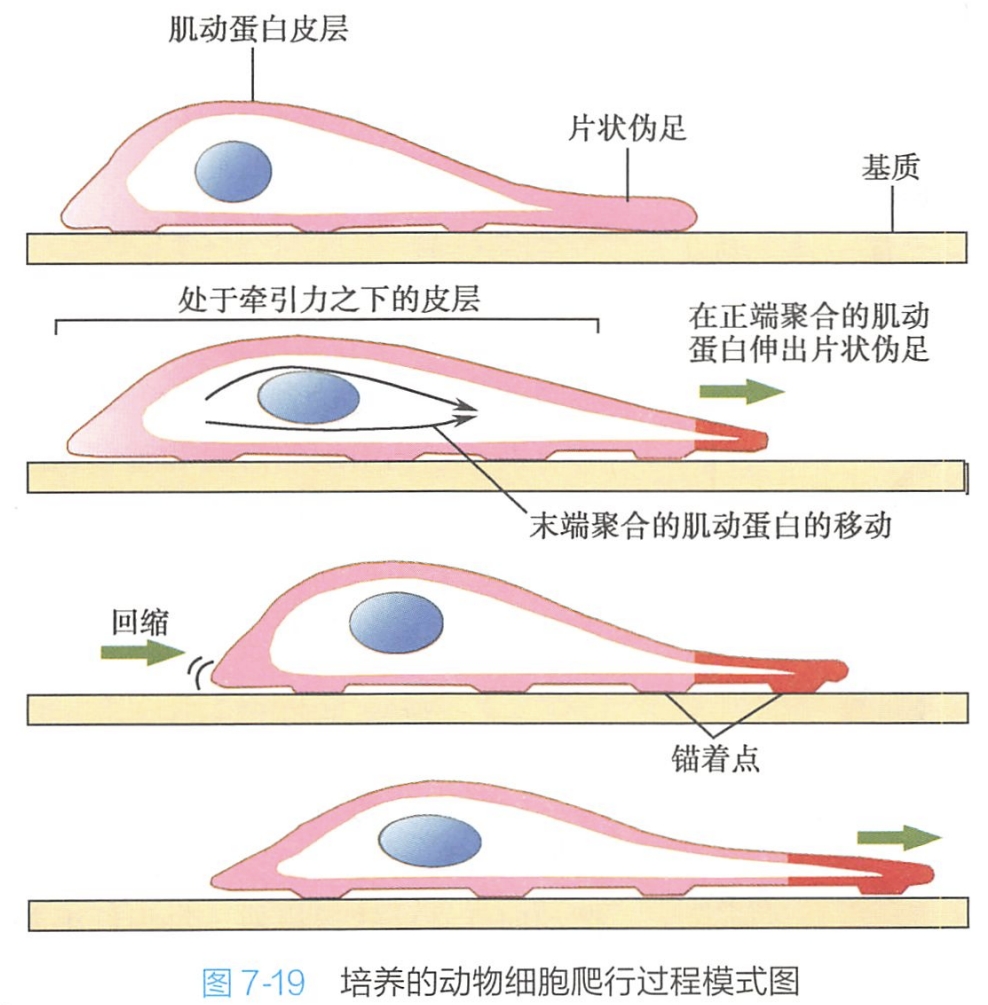 肌动蛋白皮层
片状伪足
基质
处于牵引力之下的皮层
在正端聚合的肌动
蛋白伸出片状伪足
末端聚合的肌动蛋白的移动
回缩
锚着点
图 7-19 培养的动物细胞爬行过程模式图